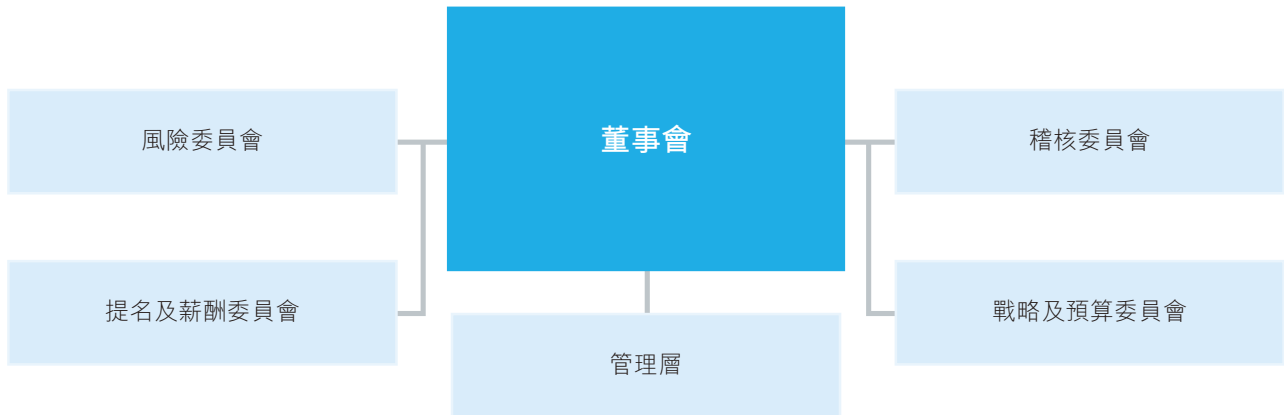 董事會
風險委員會
稽核委員會
提名及薪酬委員會
戰略及預算委員會
管理層